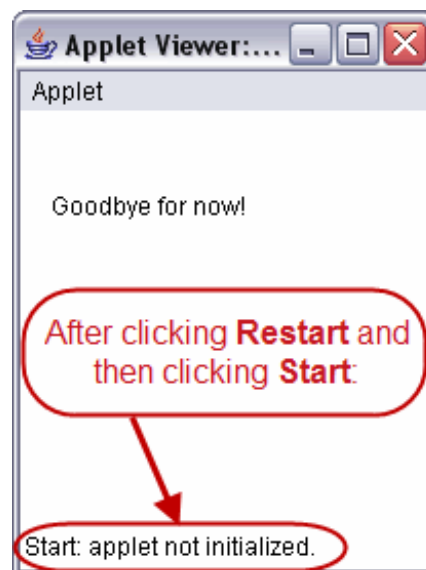 Applet Viewer:...
Applet
Goodbye for now!
After clicking Restart and
then clicking Start:
Start: applet not initialized.